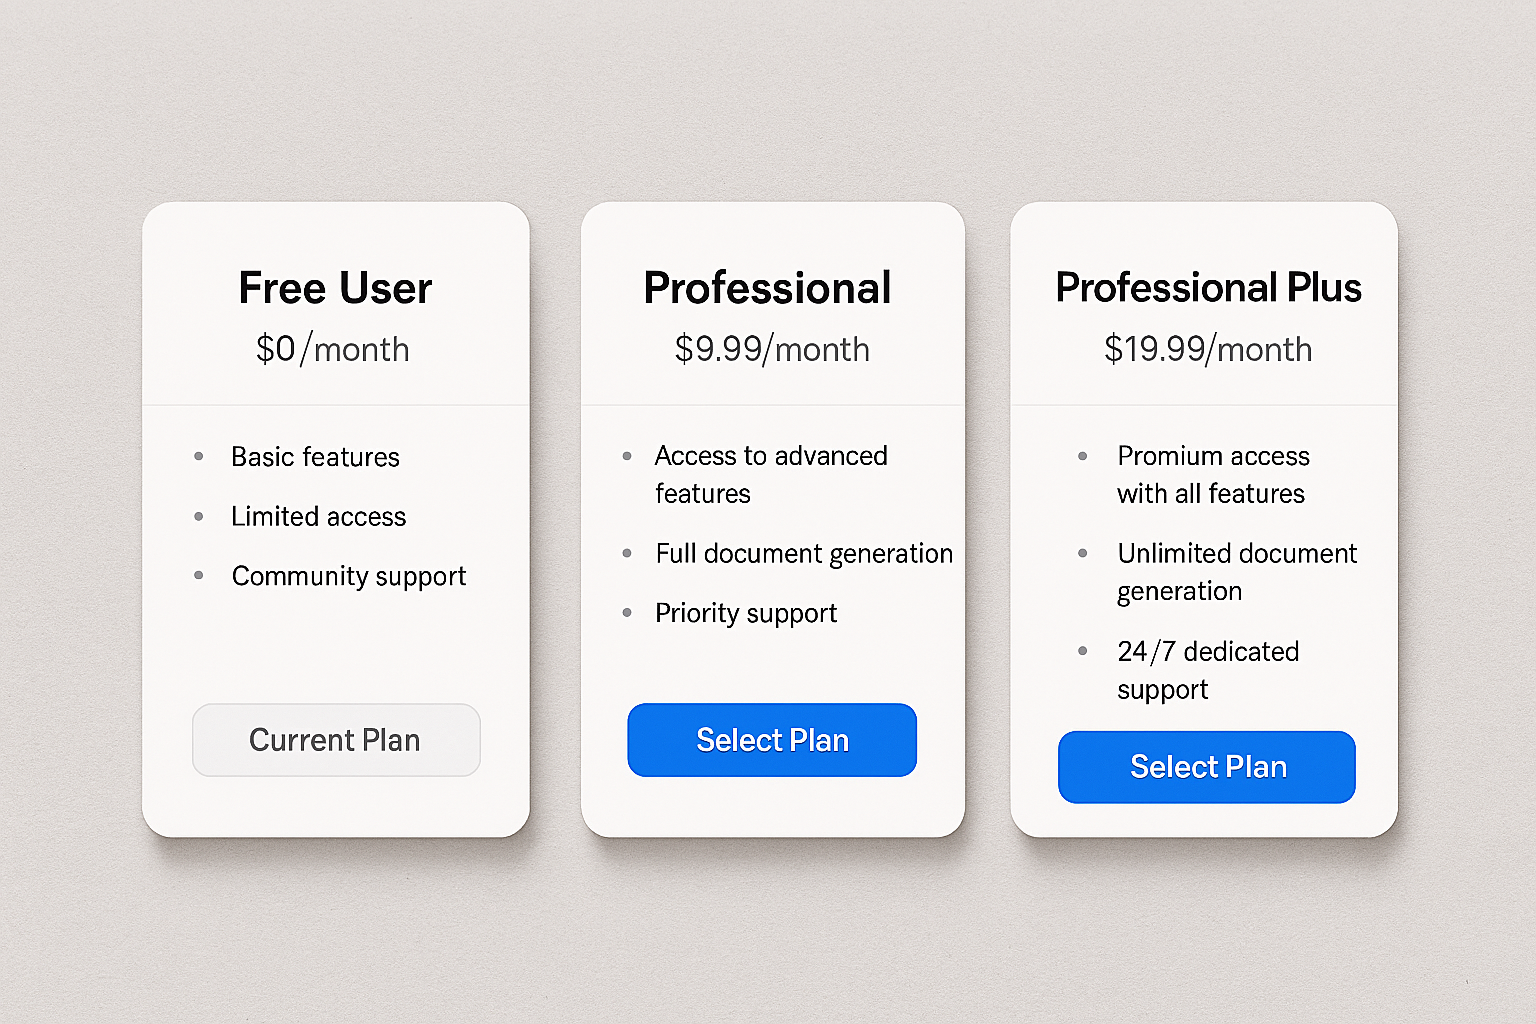 Free User
$0/month
Basic features
Limited access
Community support
Current Plan
Professional
$9.99/month
Access to advanced
features
Full document generation
Priority support
Select Plan
Professional Plus
$19.99/month
Promium access
with all features
Unlimited document
generation
24/7 dedicated
support
Select Plan